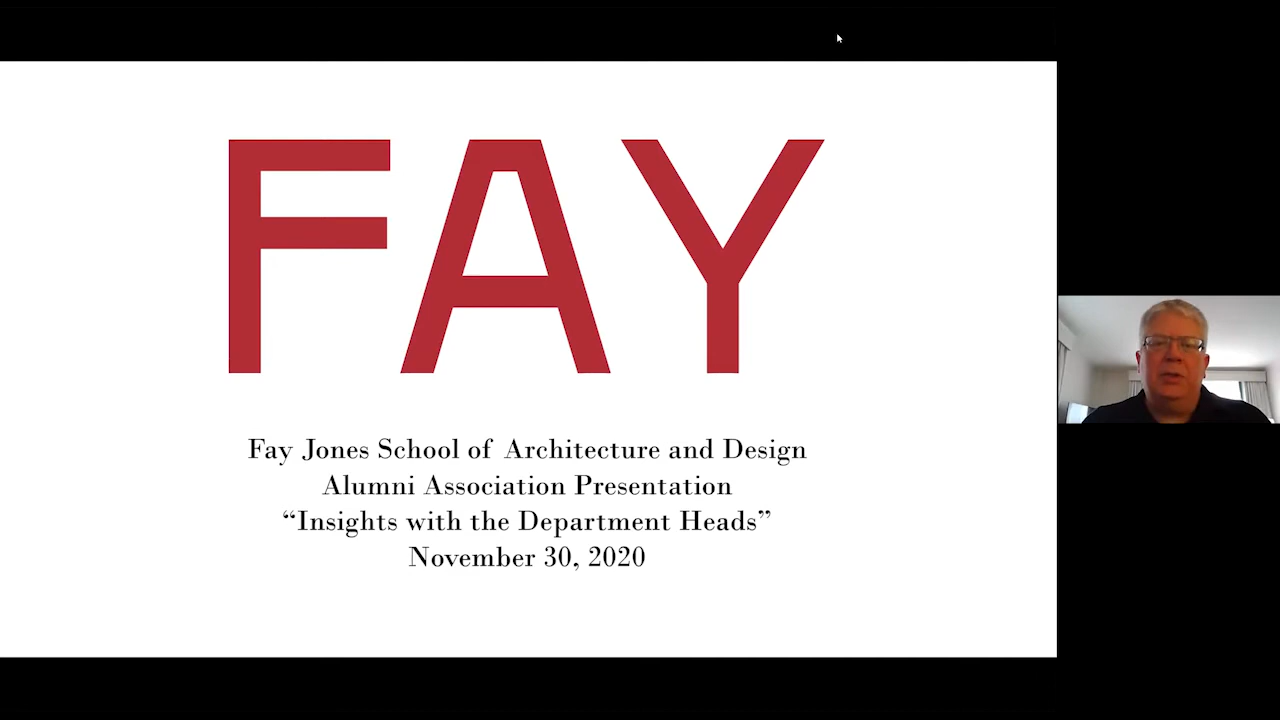 FAY
Fay Jones School of Architecture and Design
Alumni Association Presentation
“Insights with the Department Heads”
November 30, 2020